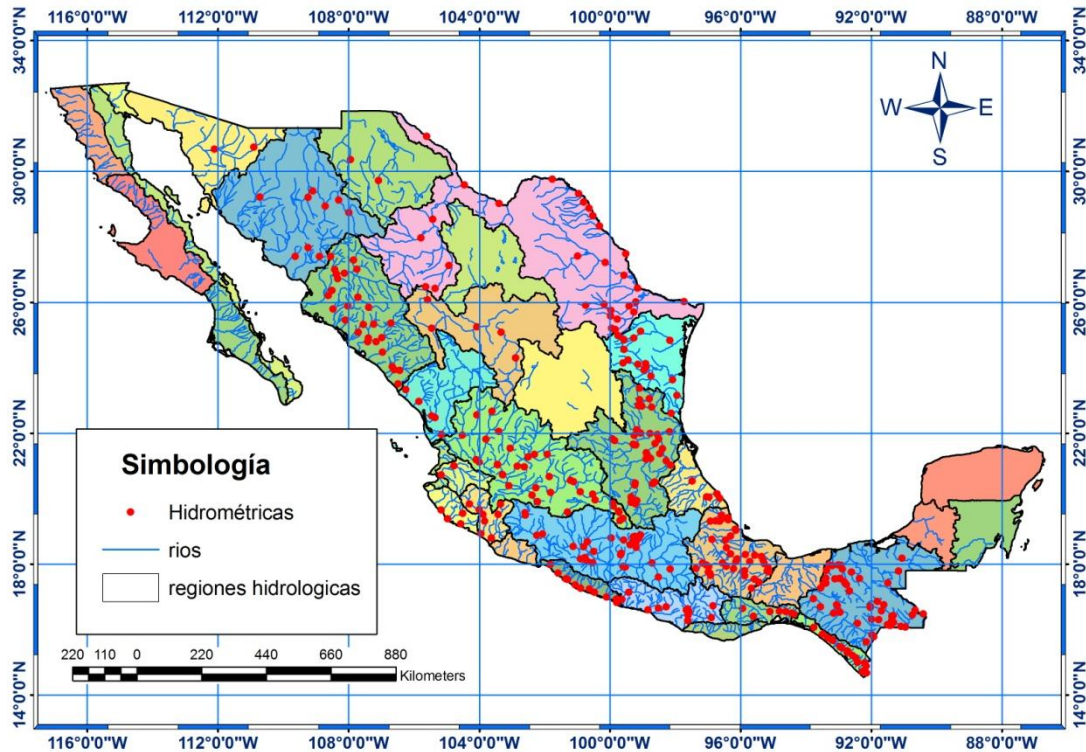 116°0'0"W 112°0'0"W 108°0'0"W 104°0'0"W 100°0'0"W 96°0'0"W 92°0'0"W 88°0'0"W
34°0'0"N
34°0'0"N
N
W
E
S
30°0'0"N
30°0'0"N
26°0'0"N
26°0'0"N
22°0'0"N
22°0'0"N
18°0'0"N
18°0'0"N
14°0'0"N
14°0'0"N
Simbología
Hidrométricas
rios
regiones hidrologicas
220 110 0 220 440 660 880
Kilometers
116°0'0"W 112°0'0"W 108°0'0"W 104°0'0"W 100°0'0"W 96°0'0"W 92°0'0"W 88°0'0"W